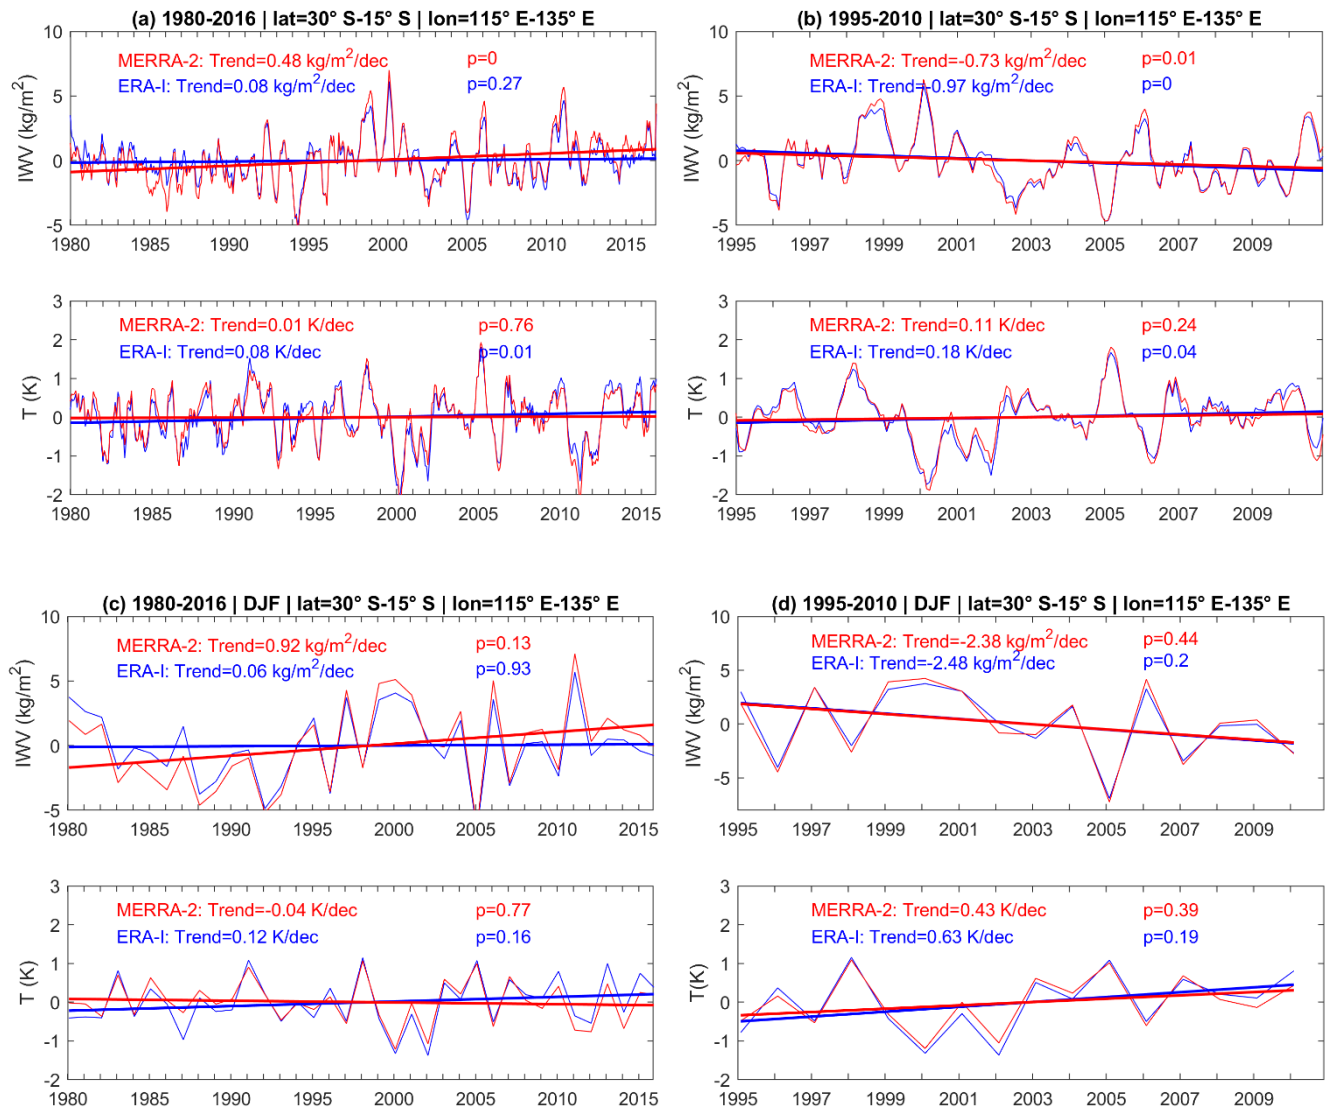 (a) 1980-2016 | lat=30° S-15° S | lon=115° E-135° E
MERRA-2: Trend=0.48 kg/m²/dec p=0
ERA-I: Trend=0.08 kg/m²/dec p=0.27
IWV (kg/m²)
10
5
0
-5
1980 1985 1990 1995 2000 2005 2010 2015
MERRA-2: Trend=0.01 K/dec p=0.76
ERA-I: Trend=0.08 K/dec p=0.01
T (K)
3
2
1
0
-1
-2
1980 1985 1990 1995 2000 2005 2010 2015
(b) 1995-2010 | lat=30° S-15° S | lon=115° E-135° E
MERRA-2: Trend=-0.73 kg/m²/dec p=0.01
ERA-I: Trend=-0.97 kg/m²/dec p=0
IWV (kg/m²)
10
5
0
-5
1995 1997 1999 2001 2003 2005 2007 2009
MERRA-2: Trend=0.11 K/dec p=0.24
ERA-I: Trend=0.18 K/dec p=0.04
T (K)
3
2
1
0
-1
-2
1995 1997 1999 2001 2003 2005 2007 2009
(c) 1980-2016 | DJF | lat=30° S-15° S | lon=115° E-135° E
MERRA-2: Trend=0.92 kg/m²/dec p=0.13
ERA-I: Trend=0.06 kg/m²/dec p=0.93
IWV (kg/m²)
10
5
0
-5
1980 1985 1990 1995 2000 2005 2010 2015
MERRA-2: Trend=-0.04 K/dec p=0.77
ERA-I: Trend=0.12 K/dec p=0.16
T (K)
3
2
1
0
-1
-2
1980 1985 1990 1995 2000 2005 2010 2015
(d) 1995-2010 | DJF | lat=30° S-15° S | lon=115° E-135° E
MERRA-2: Trend=-2.38 kg/m²/dec p=0.44
ERA-I: Trend=-2.48 kg/m²/dec p=0.2
IWV (kg/m²)
10
5
0
-5
1995 1997 1999 2001 2003 2005 2007 2009
MERRA-2: Trend=0.43 K/dec p=0.39
ERA-I: Trend=0.63 K/dec p=0.19
T(K)
3
2
1
0
-1
-2
1995 1997 1999 2001 2003 2005 2007 2009